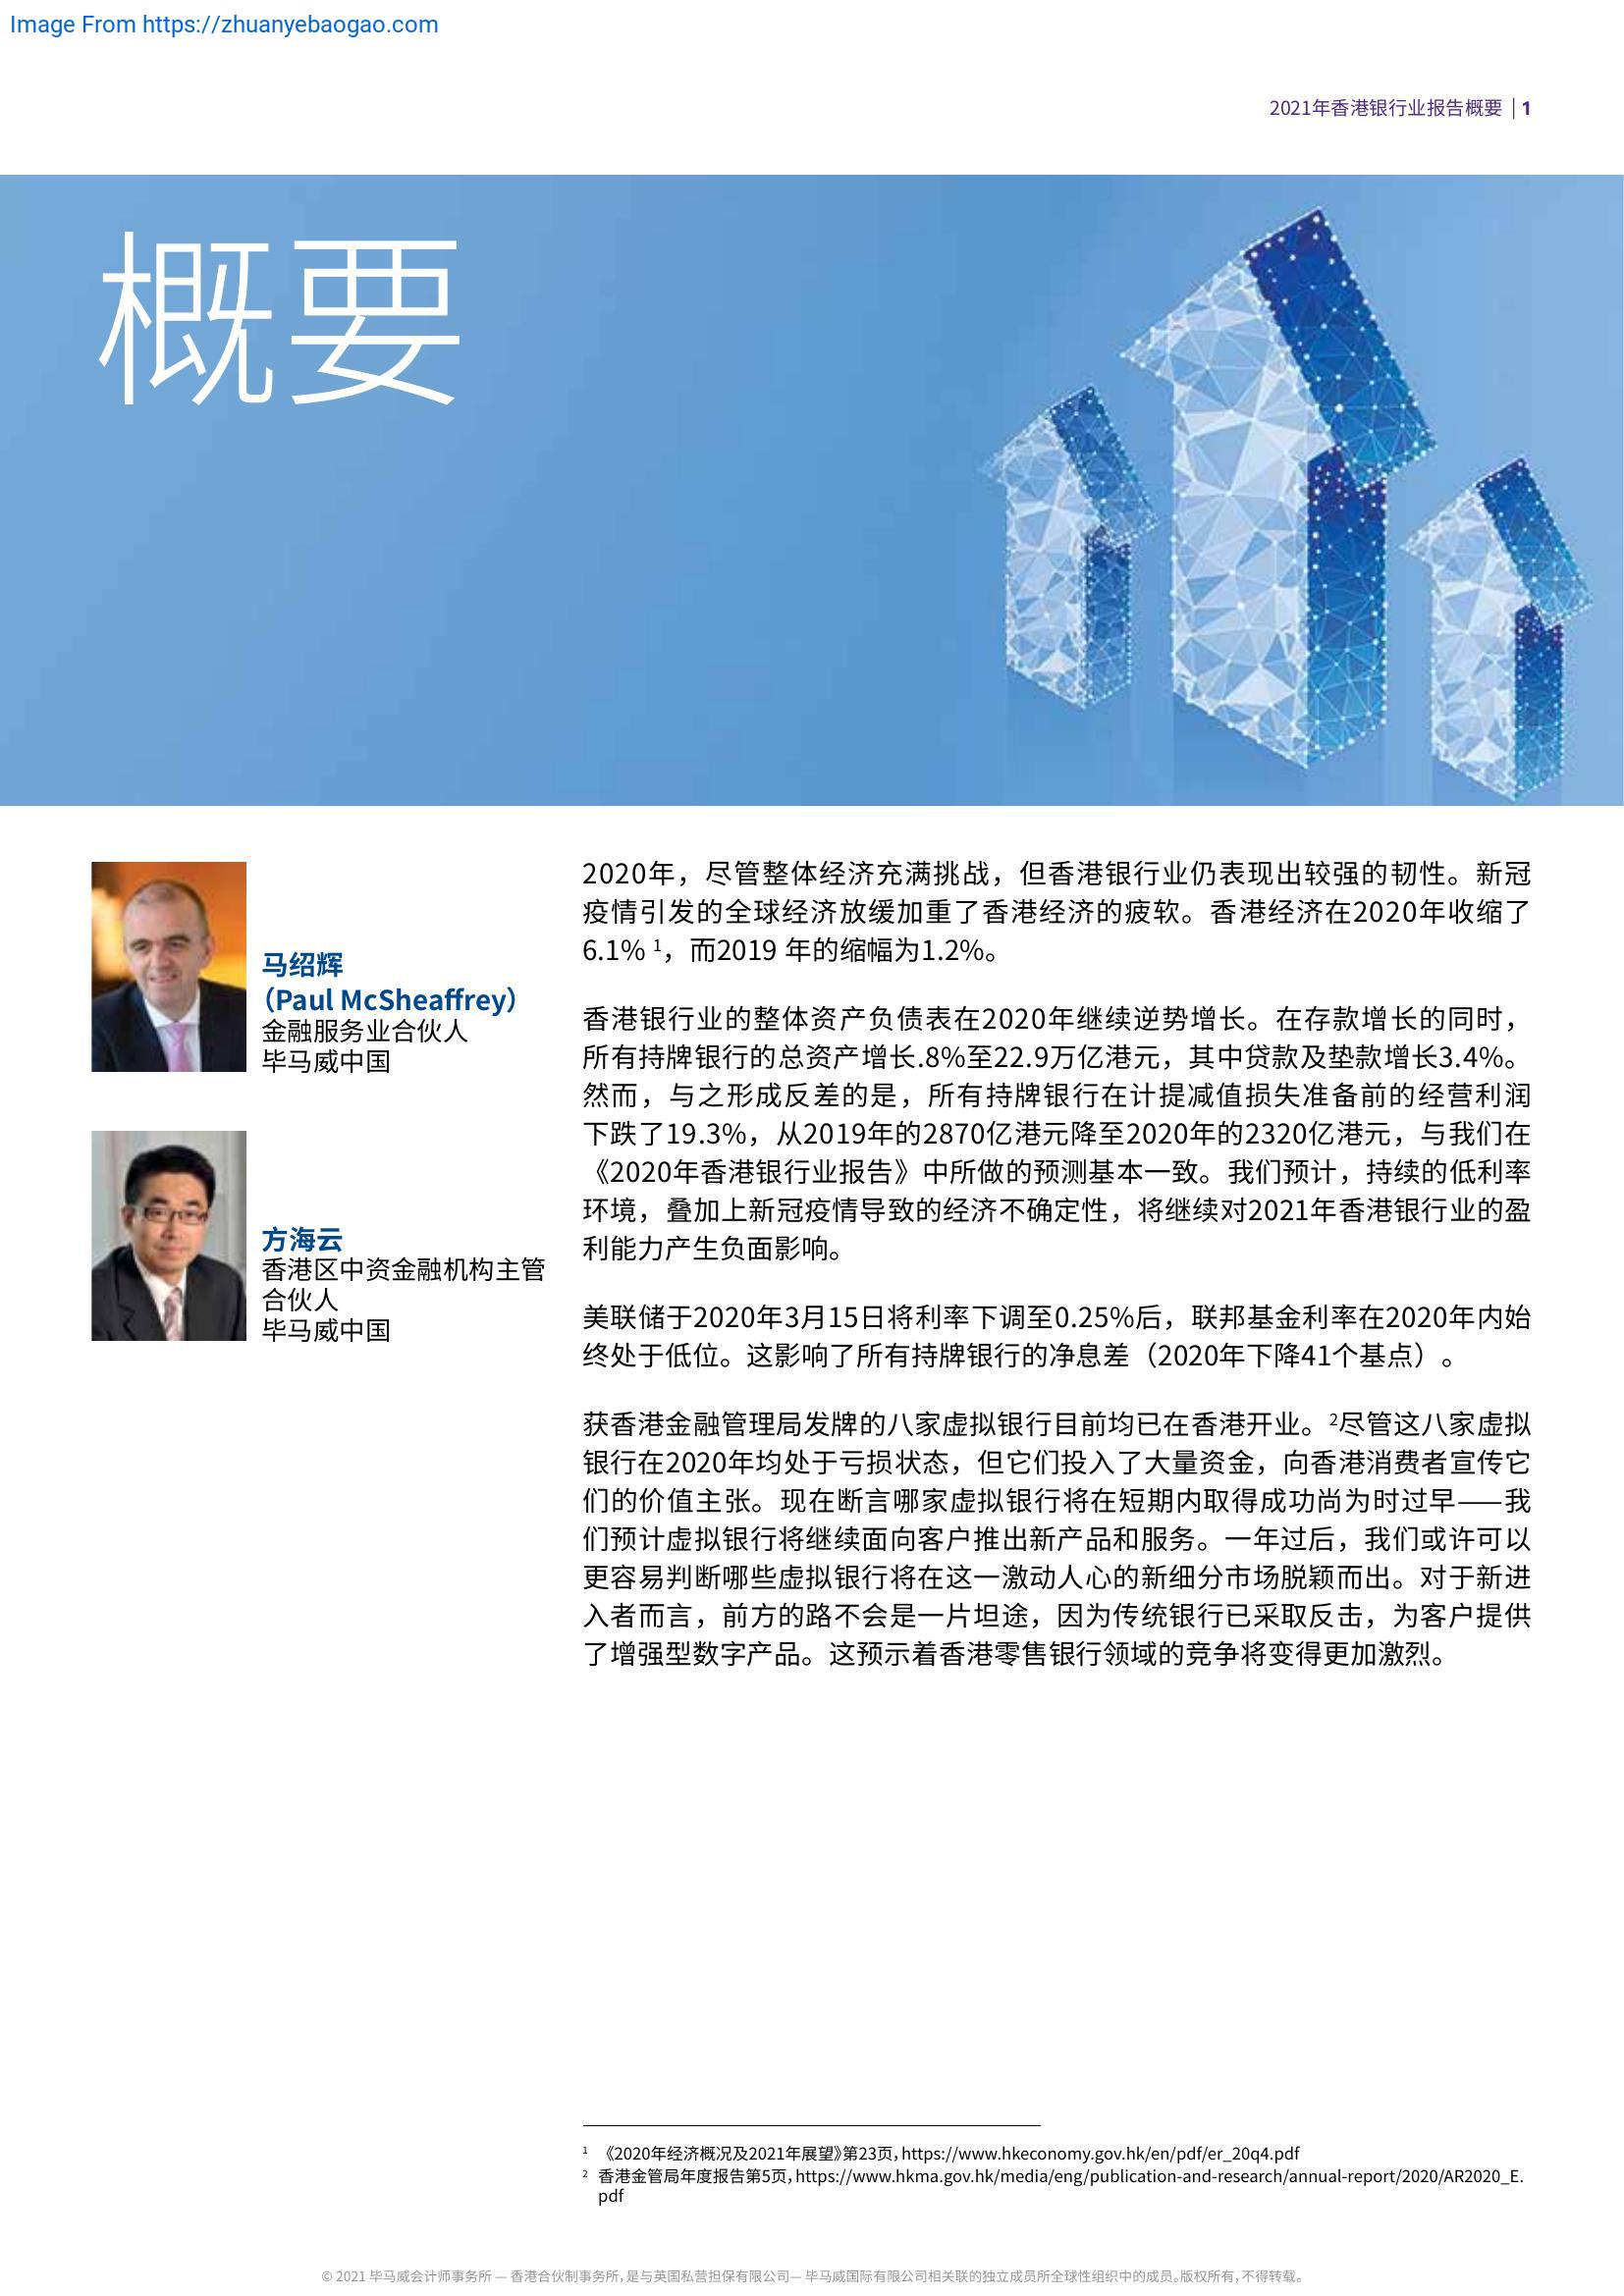 Image From https://zhuanyebaogao.com
2021年香港银行业报告概要 | 1
概要
马绍辉
（Paul McSheaffrey）
金融服务业合伙人
毕马威中国
方海云
香港区中资金融机构主管
合伙人
毕马威中国
2020年，尽管整体经济充满挑战，但香港银行业仍表现出较强的韧性。新冠
疫情引发的全球经济放缓加重了香港经济的疲软。香港经济在2020年收缩了
6.1% ¹，而2019 年的缩幅为1.2%。
香港银行业的整体资产负债表在2020年继续逆势增长。在存款增长的同时，
所有持牌银行的总资产增长.8%至22.9万亿港元，其中贷款及垫款增长3.4%。
然而，与之形成反差的是，所有持牌银行在计提减值损失准备前的经营利润
下跌了19.3%，从2019年的2870亿港元降至2020年的2320亿港元，与我们在
《2020年香港银行业报告》中所做的预测基本一致。我们预计，持续的低利率
环境，叠加上新冠疫情导致的经济不确定性，将继续对2021年香港银行业的盈
利能力产生负面影响。
美联储于2020年3月15日将利率下调至0.25%后，联邦基金利率在2020年内始
终处于低位。这影响了所有持牌银行的净息差（2020年下降41个基点）。
获香港金融管理局发牌的八家虚拟银行目前均已在香港开业。²尽管这八家虚拟
银行在2020年均处于亏损状态，但它们投入了大量资金，向香港消费者宣传它
们的价值主张。现在断言哪家虚拟银行将在短期内取得成功尚为时过早——我
们预计虚拟银行将继续面向客户推出新产品和服务。一年过后，我们或许可以
更容易判断哪些虚拟银行将在这一激动人心的新细分市场脱颖而出。对于新进
入者而言，前方的路不会是一片坦途，因为传统银行已采取反击，为客户提供
了增强型数字产品。这预示着香港零售银行领域的竞争将变得更加激烈。
¹ 《2020年经济概况及2021年展望》第23页，https://www.hkeconomy.gov.hk/en/pdf/er_20q4.pdf
² 香港金管局年度报告第5页，https://www.hkma.gov.hk/media/eng/publication-and-research/annual-report/2020/AR2020_E.
pdf
© 2021 毕马威会计师事务所 — 香港合伙制事务所，是与英国私营担保有限公司— 毕马威国际有限公司相关联的独立成员所全球性组织中的成员。版权所有，不得转载。